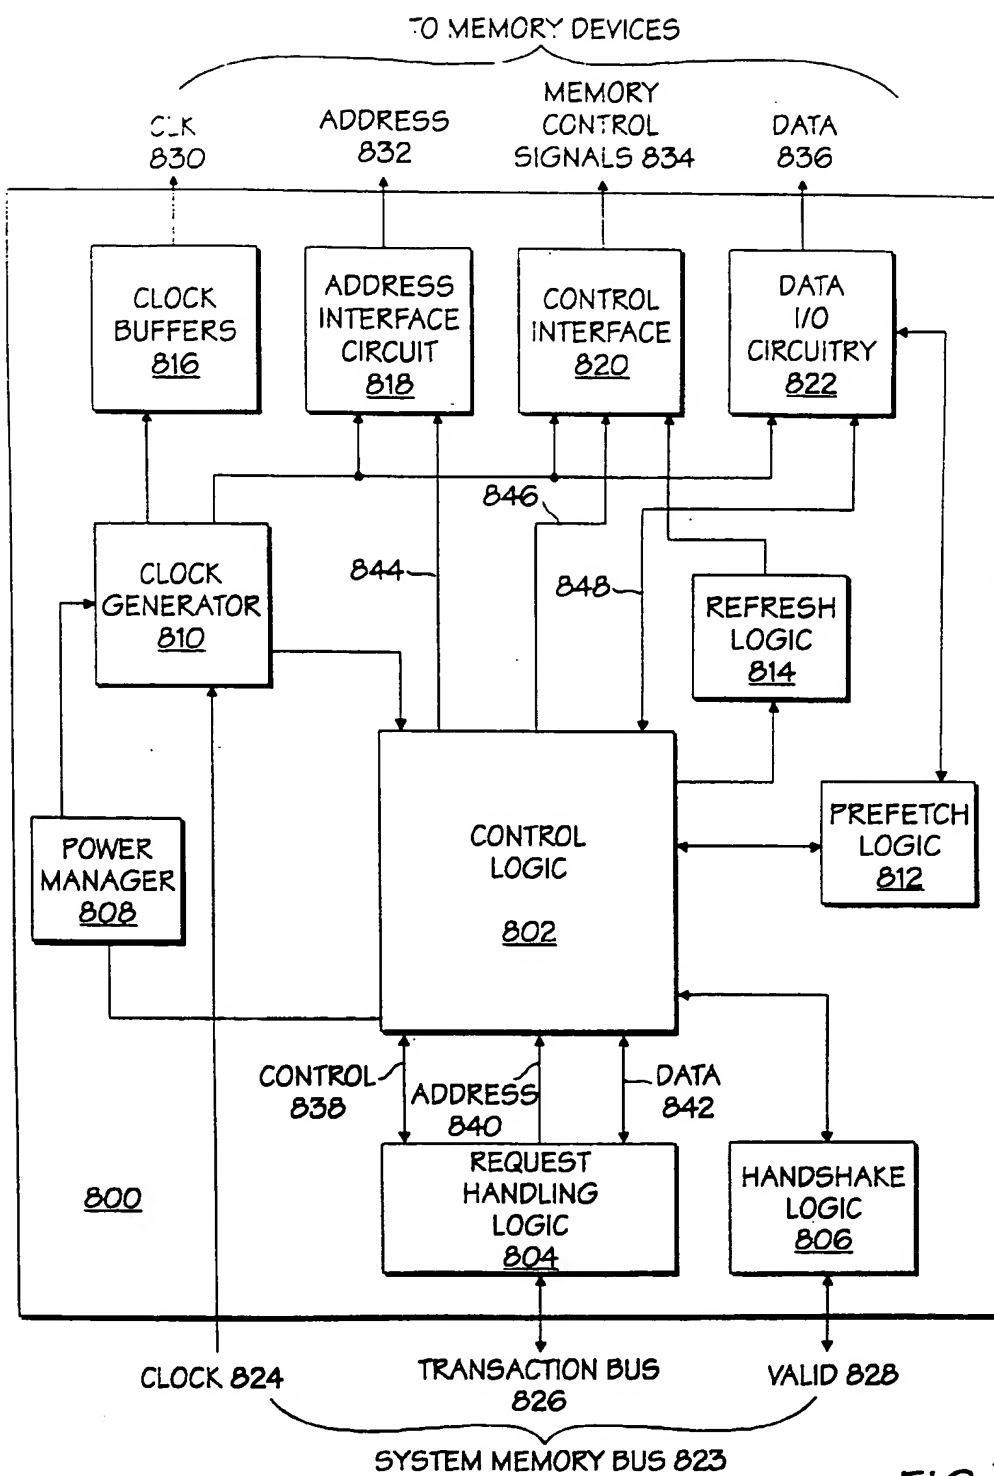 TO MEMORY DEVICES
CLK
830
ADDRESS
832
MEMORY
CONTROL
SIGNALS 834
DATA
836
CLOCK
BUFFERS
816
ADDRESS
INTERFACE
CIRCUIT
818
CONTROL
INTERFACE
820
DATA
I/O
CIRCUITRY
822
846
844
848
CLOCK
GENERATOR
810
REFRESH
LOGIC
814
POWER
MANAGER
808
CONTROL
LOGIC
802
PREFETCH
LOGIC
812
CONTROL
838
ADDRESS
840
DATA
842
800
REQUEST
HANDLING
LOGIC
804
HANDSHAKE
LOGIC
806
CLOCK 824
TRANSACTION BUS
826
VALID 828
SYSTEM MEMORY BUS 823